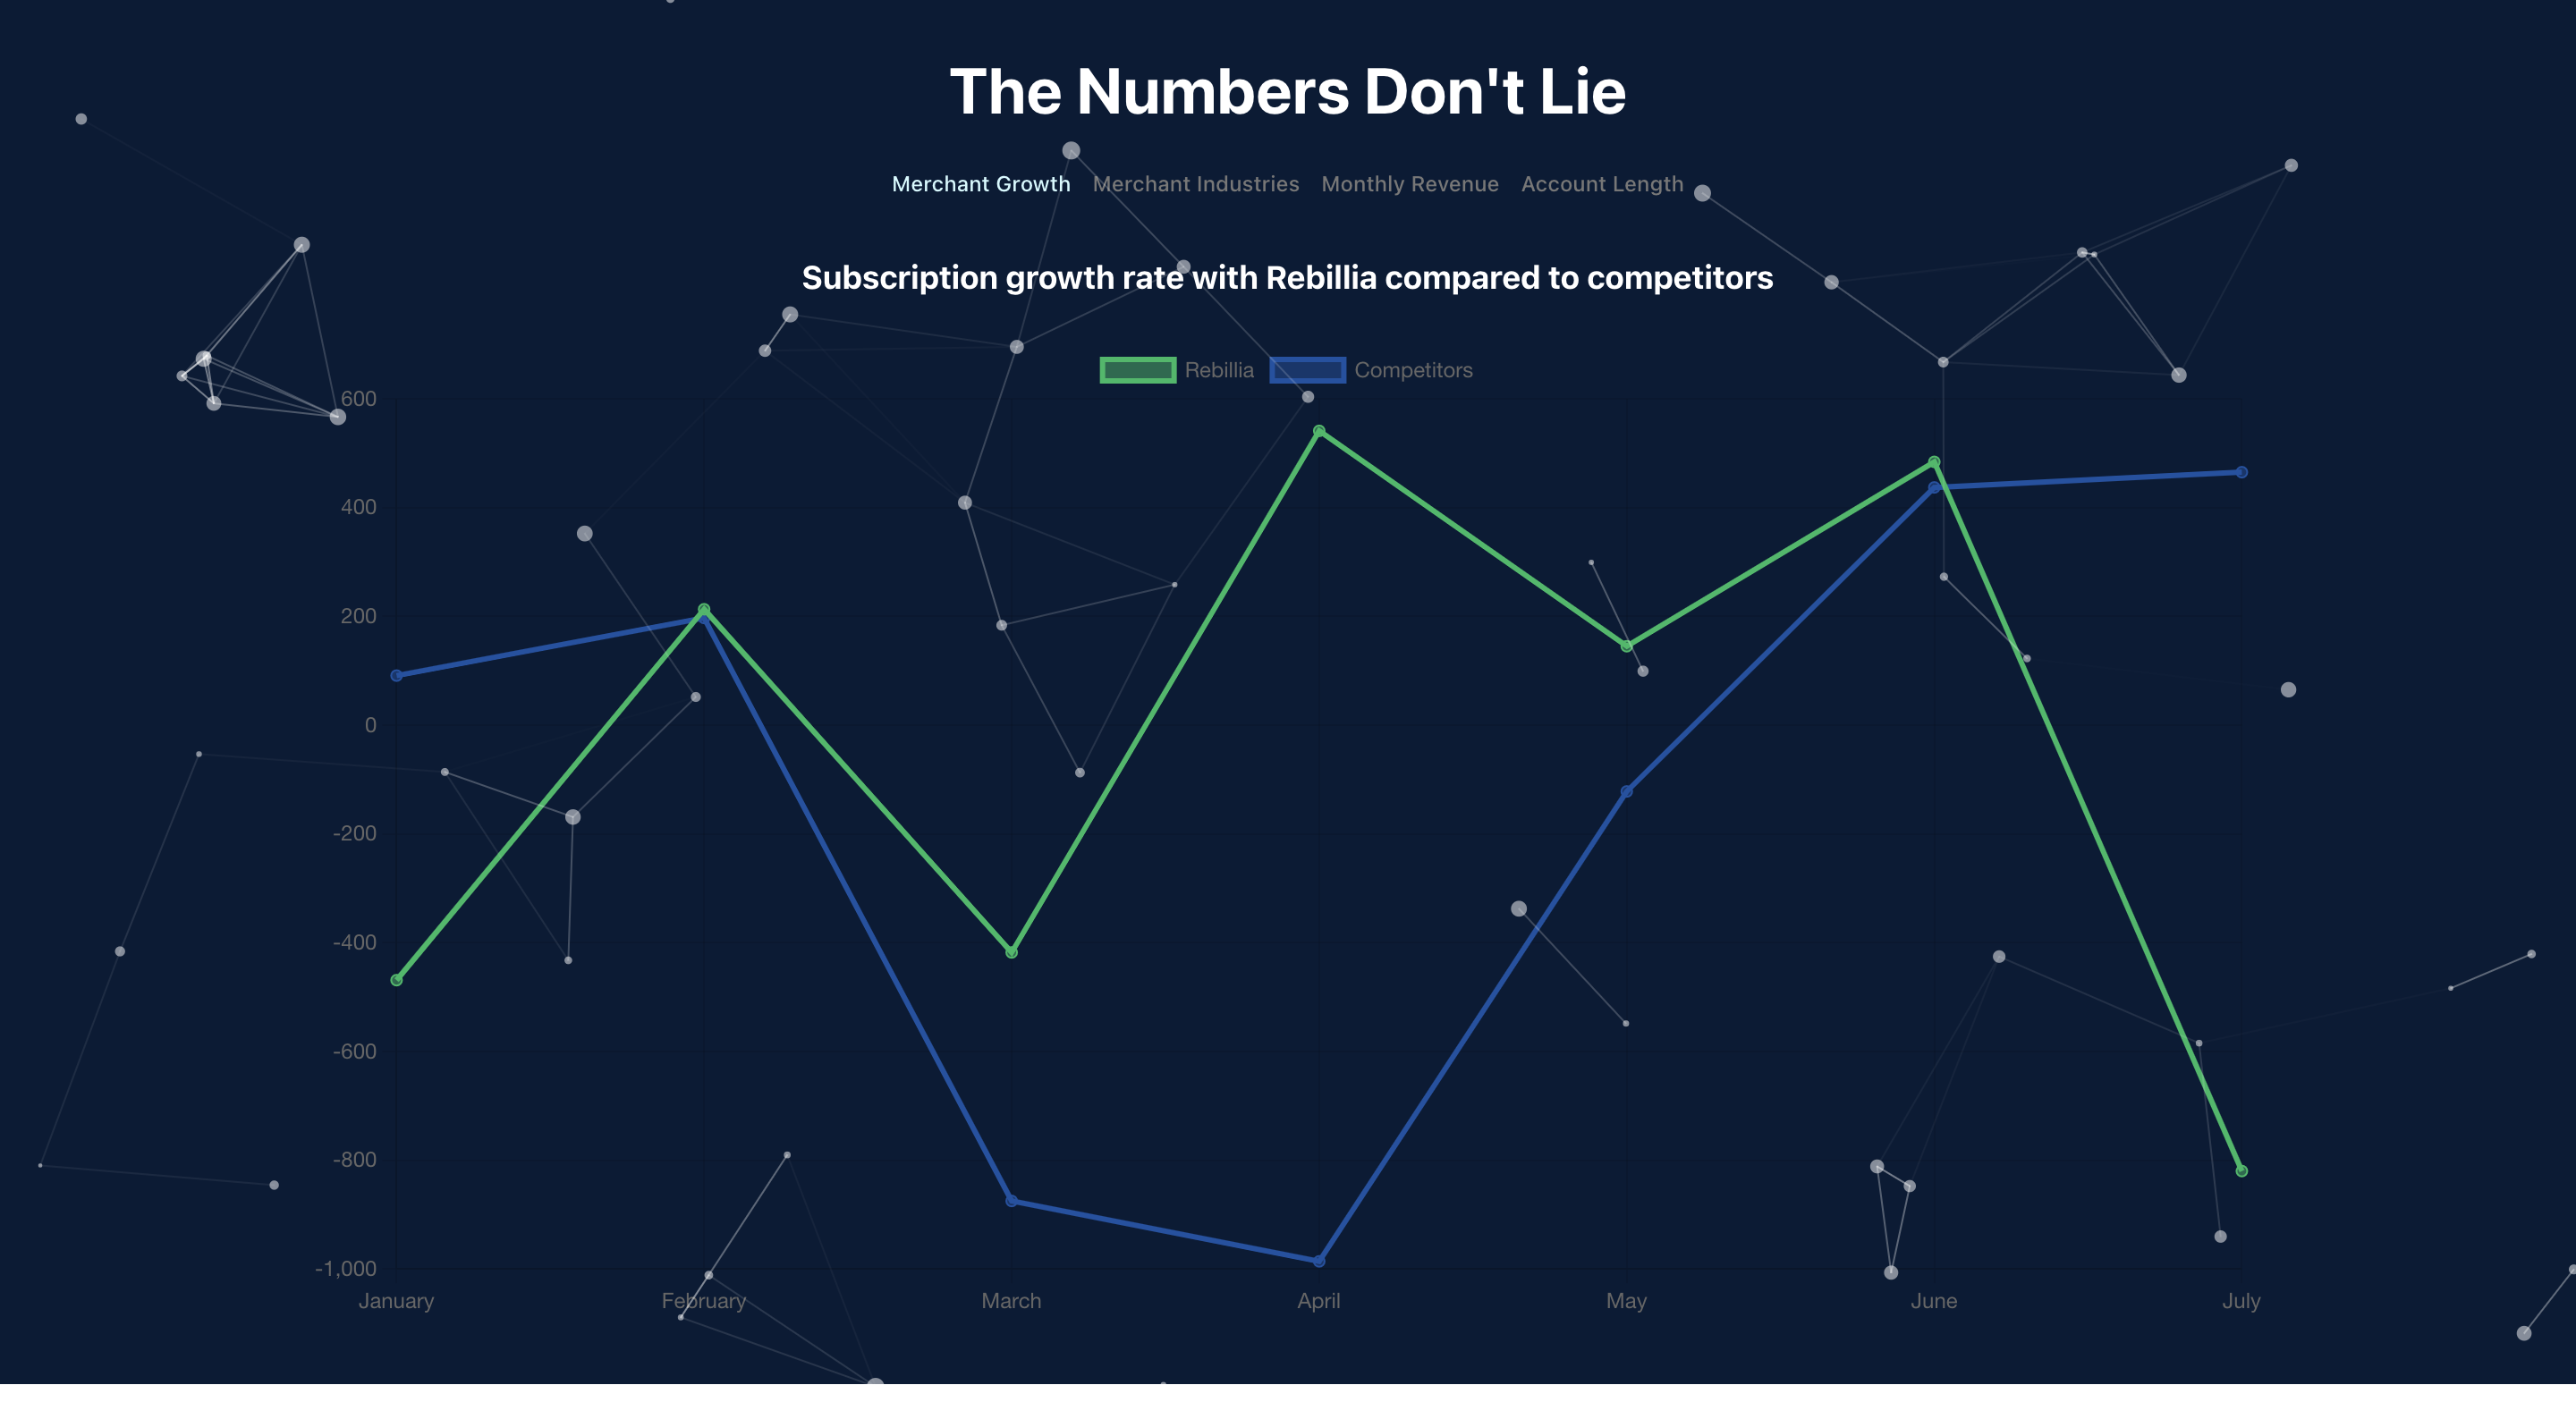 The Numbers Don't Lie
Merchant Growth Merchant Industries Monthly Revenue Account Length
Subscription growth rate with Rebillia compared to competitors
Rebillia Competitors
600
400
200
0
-200
-400
-600
-800
-1,000
January February March April May June July